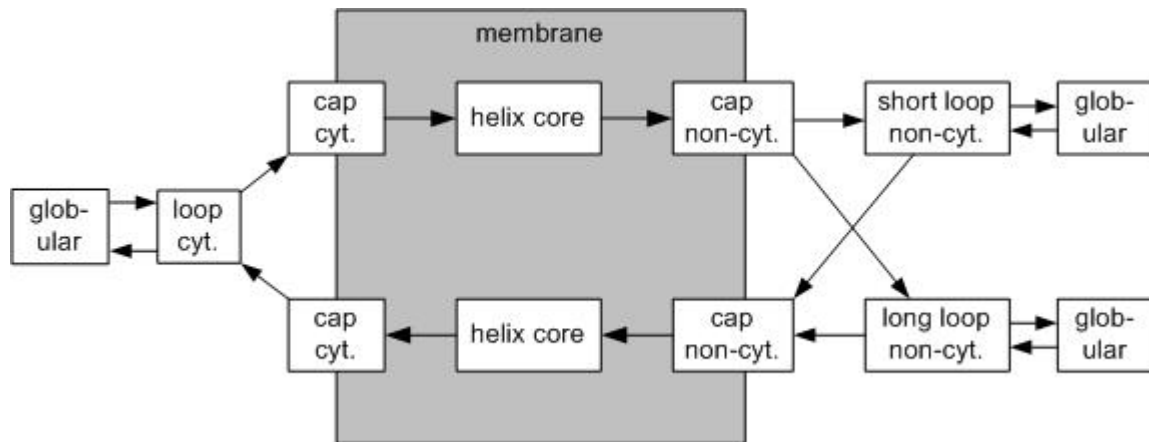 membrane
cap
cyt.
helix core
cap
non-cyt.
short loop
non-cyt.
glob-
ular
glob-
ular
loop
cyt.
cap
cyt.
helix core
cap
non-cyt.
long loop
non-cyt.
glob-
ular